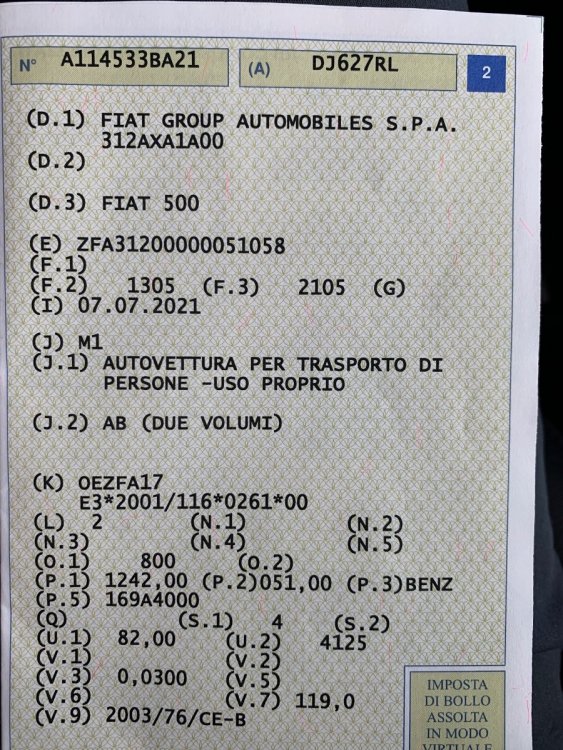 N° A114533BA21 (A) DJ627RL 2
(D.1) FIAT GROUP AUTOMOBILES S.P.A.
312AXA1A00
(D.2)
(D.3) FIAT 500
(E) ZFA31200000051058
(F.1)
(F.2) 1305 (F.3) 2105 (G)
(I) 07.07.2021
(J) M1
(J.1) AUTOVETTURA PER TRASPORTO DI
PERSONE -USO PROPRIO
(J.2) AB (DUE VOLUMI)
(K) OEZFA17
E3*2001/116*0261*00
(L) 2 (N.1) (N.2)
(N.3) (N.4) (N.5)
(O.1) 800 (O.2)
(P.1) 1242,00 (P.2)051,00 (P.3)BENZ
(P.5) 169A4000
(Q) (S.1) 4 (S.2)
(U.1) 82,00 (U.2) 4125
(V.1) (V.2)
(V.3) 0,0300 (V.5)
(V.6) (V.7) 119,0
(V.9) 2003/76/CE-B
IMPOSTA
DI BOLLO
ASSOLTA
IN MODO
VIRTUALE